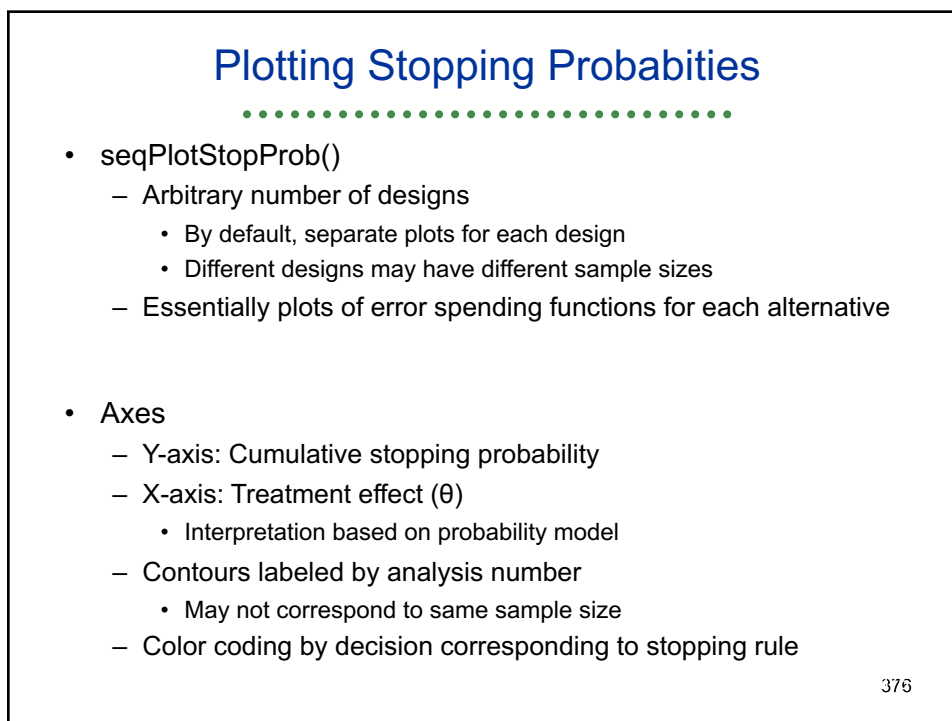 Plotting Stopping Probabities
• seqPlotStopProb()
– Arbitrary number of designs
• By default, separate plots for each design
• Different designs may have different sample sizes
– Essentially plots of error spending functions for each alternative
• Axes
– Y-axis: Cumulative stopping probability
– X-axis: Treatment effect (θ)
• Interpretation based on probability model
– Contours labeled by analysis number
• May not correspond to same sample size
– Color coding by decision corresponding to stopping rule
376